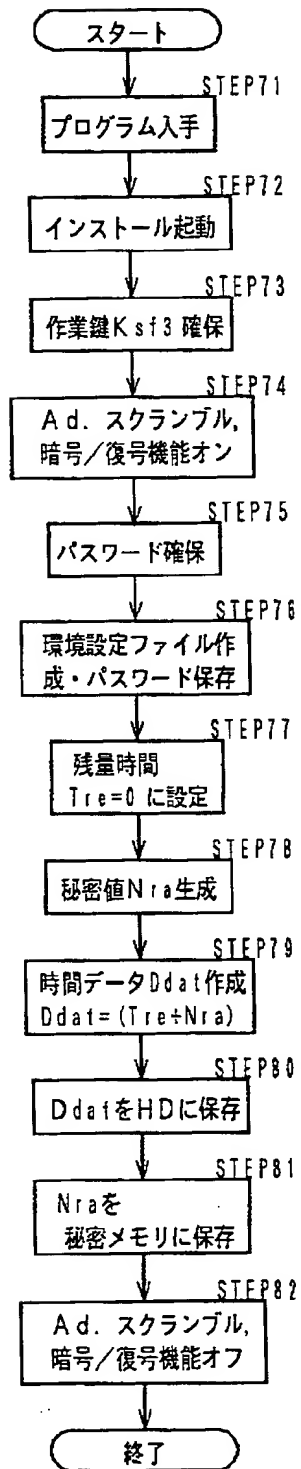 スタート
STEP71
プログラム入手
STEP72
インストール起動
STEP73
作業鍵Ksf3確保
STEP74
Ad. スクランブル,
暗号/復号機能オン
STEP75
パスワード確保
STEP76
環境設定ファイル作
成・パスワード保存
STEP77
残量時間
Tre=0 に設定
STEP78
秘密値Nra生成
STEP79
時間データDdat作成
Ddat=(Tre÷Nra)
STEP80
DdatをHDに保存
STEP81
Nraを
秘密メモリに保存
STEP82
Ad. スクランブル,
暗号/復号機能オフ
終了